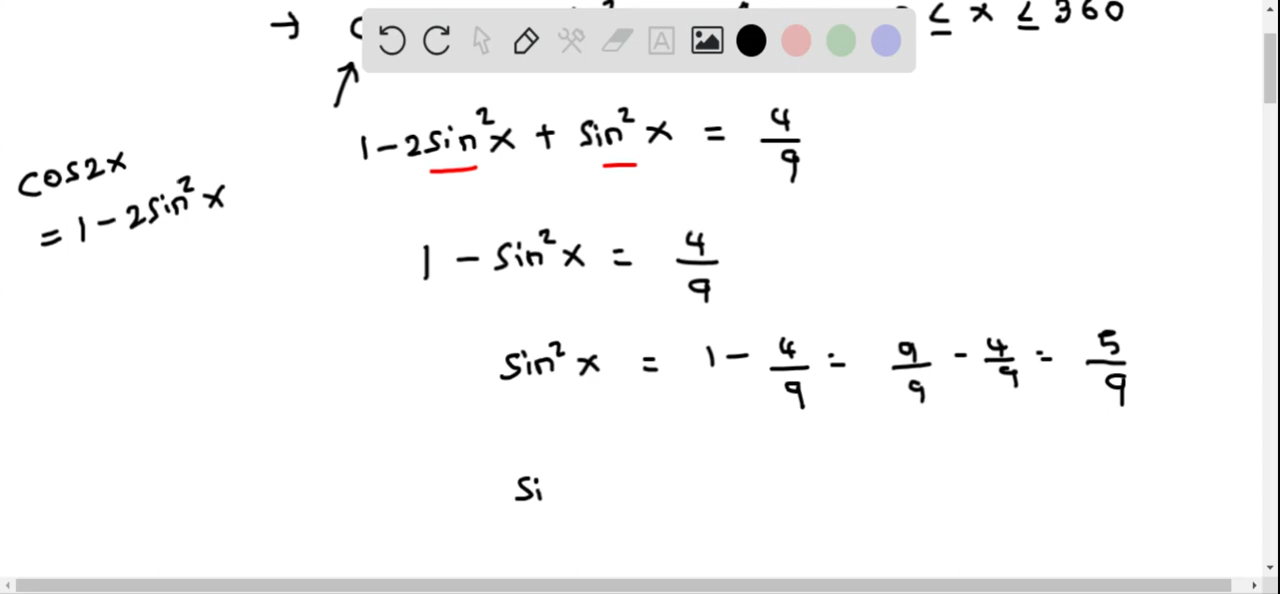 → ≤ x ≤ 360
1 - 2sin²x + sin²x = 4/9
cos2x
= 1 - 2sin²x
1 - sin²x = 4/9
sin²x = 1 - 4/9 = 9/9 - 4/9 = 5/9
si